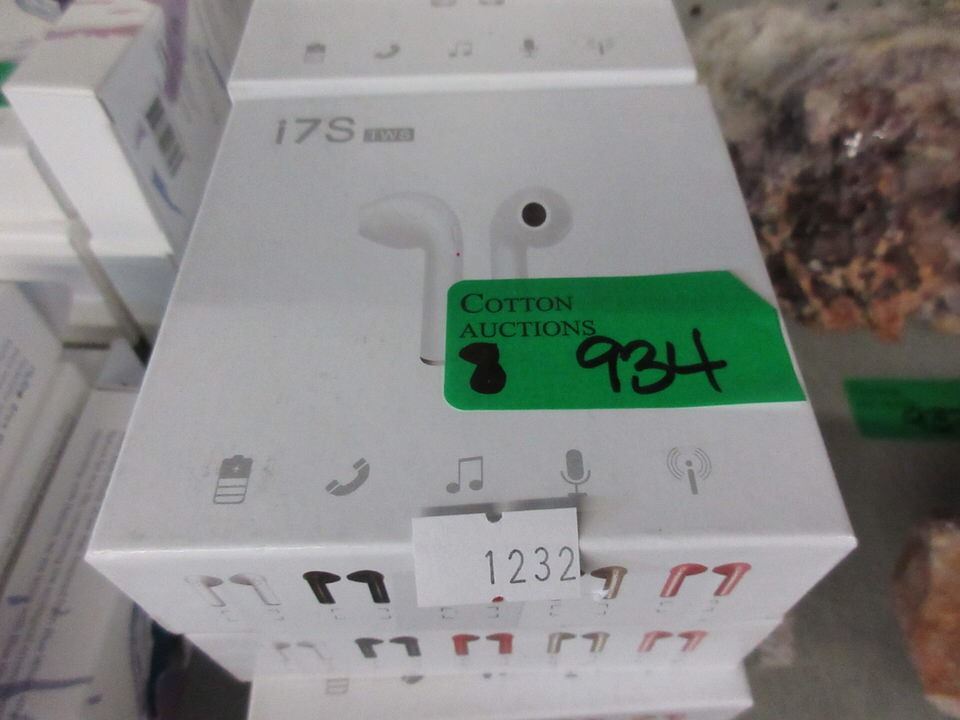 i7S TWS
COTTON
AUCTIONS
8 934
1232